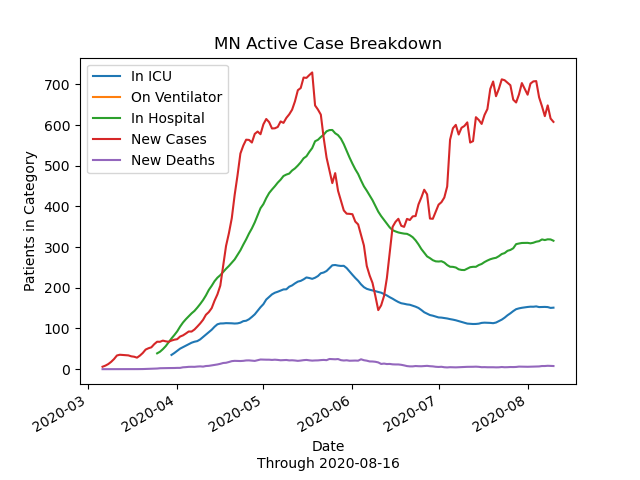 MN Active Case Breakdown
In ICU
On Ventilator
In Hospital
New Cases
New Deaths
Patients in Category
700
600
500
400
300
200
100
0
2020-03
2020-04
2020-05
2020-06
2020-07
2020-08
Date
Through 2020-08-16